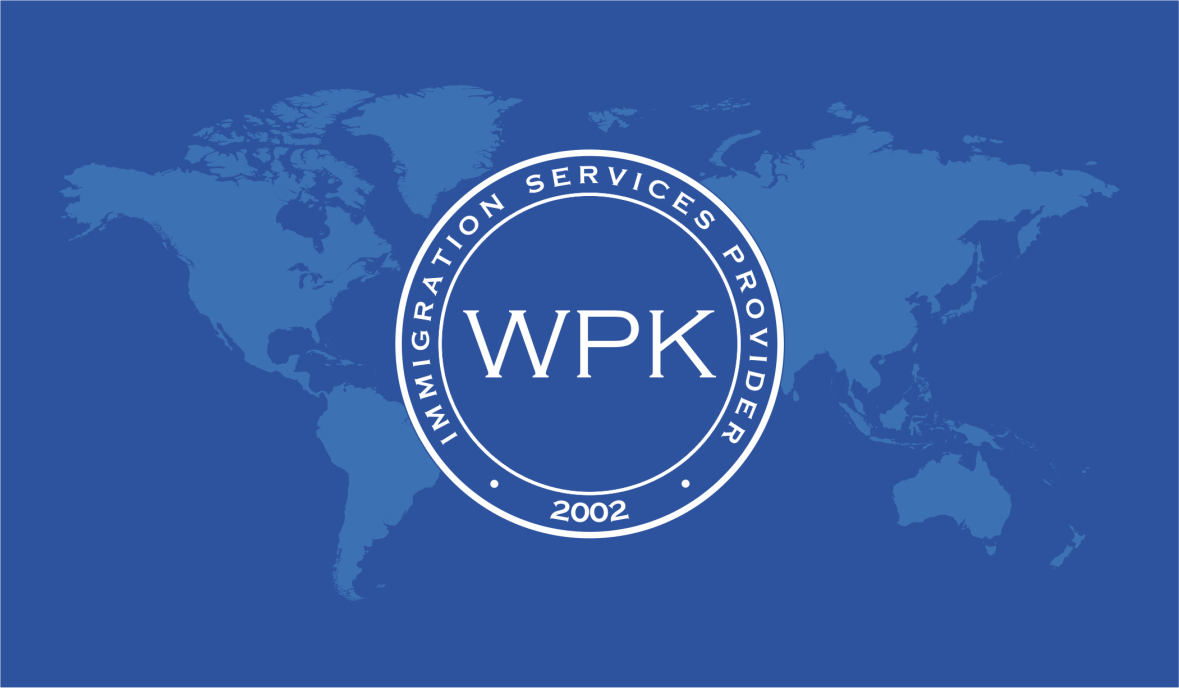 IMMIGRATION SERVICES PROVIDER
WPK
2002